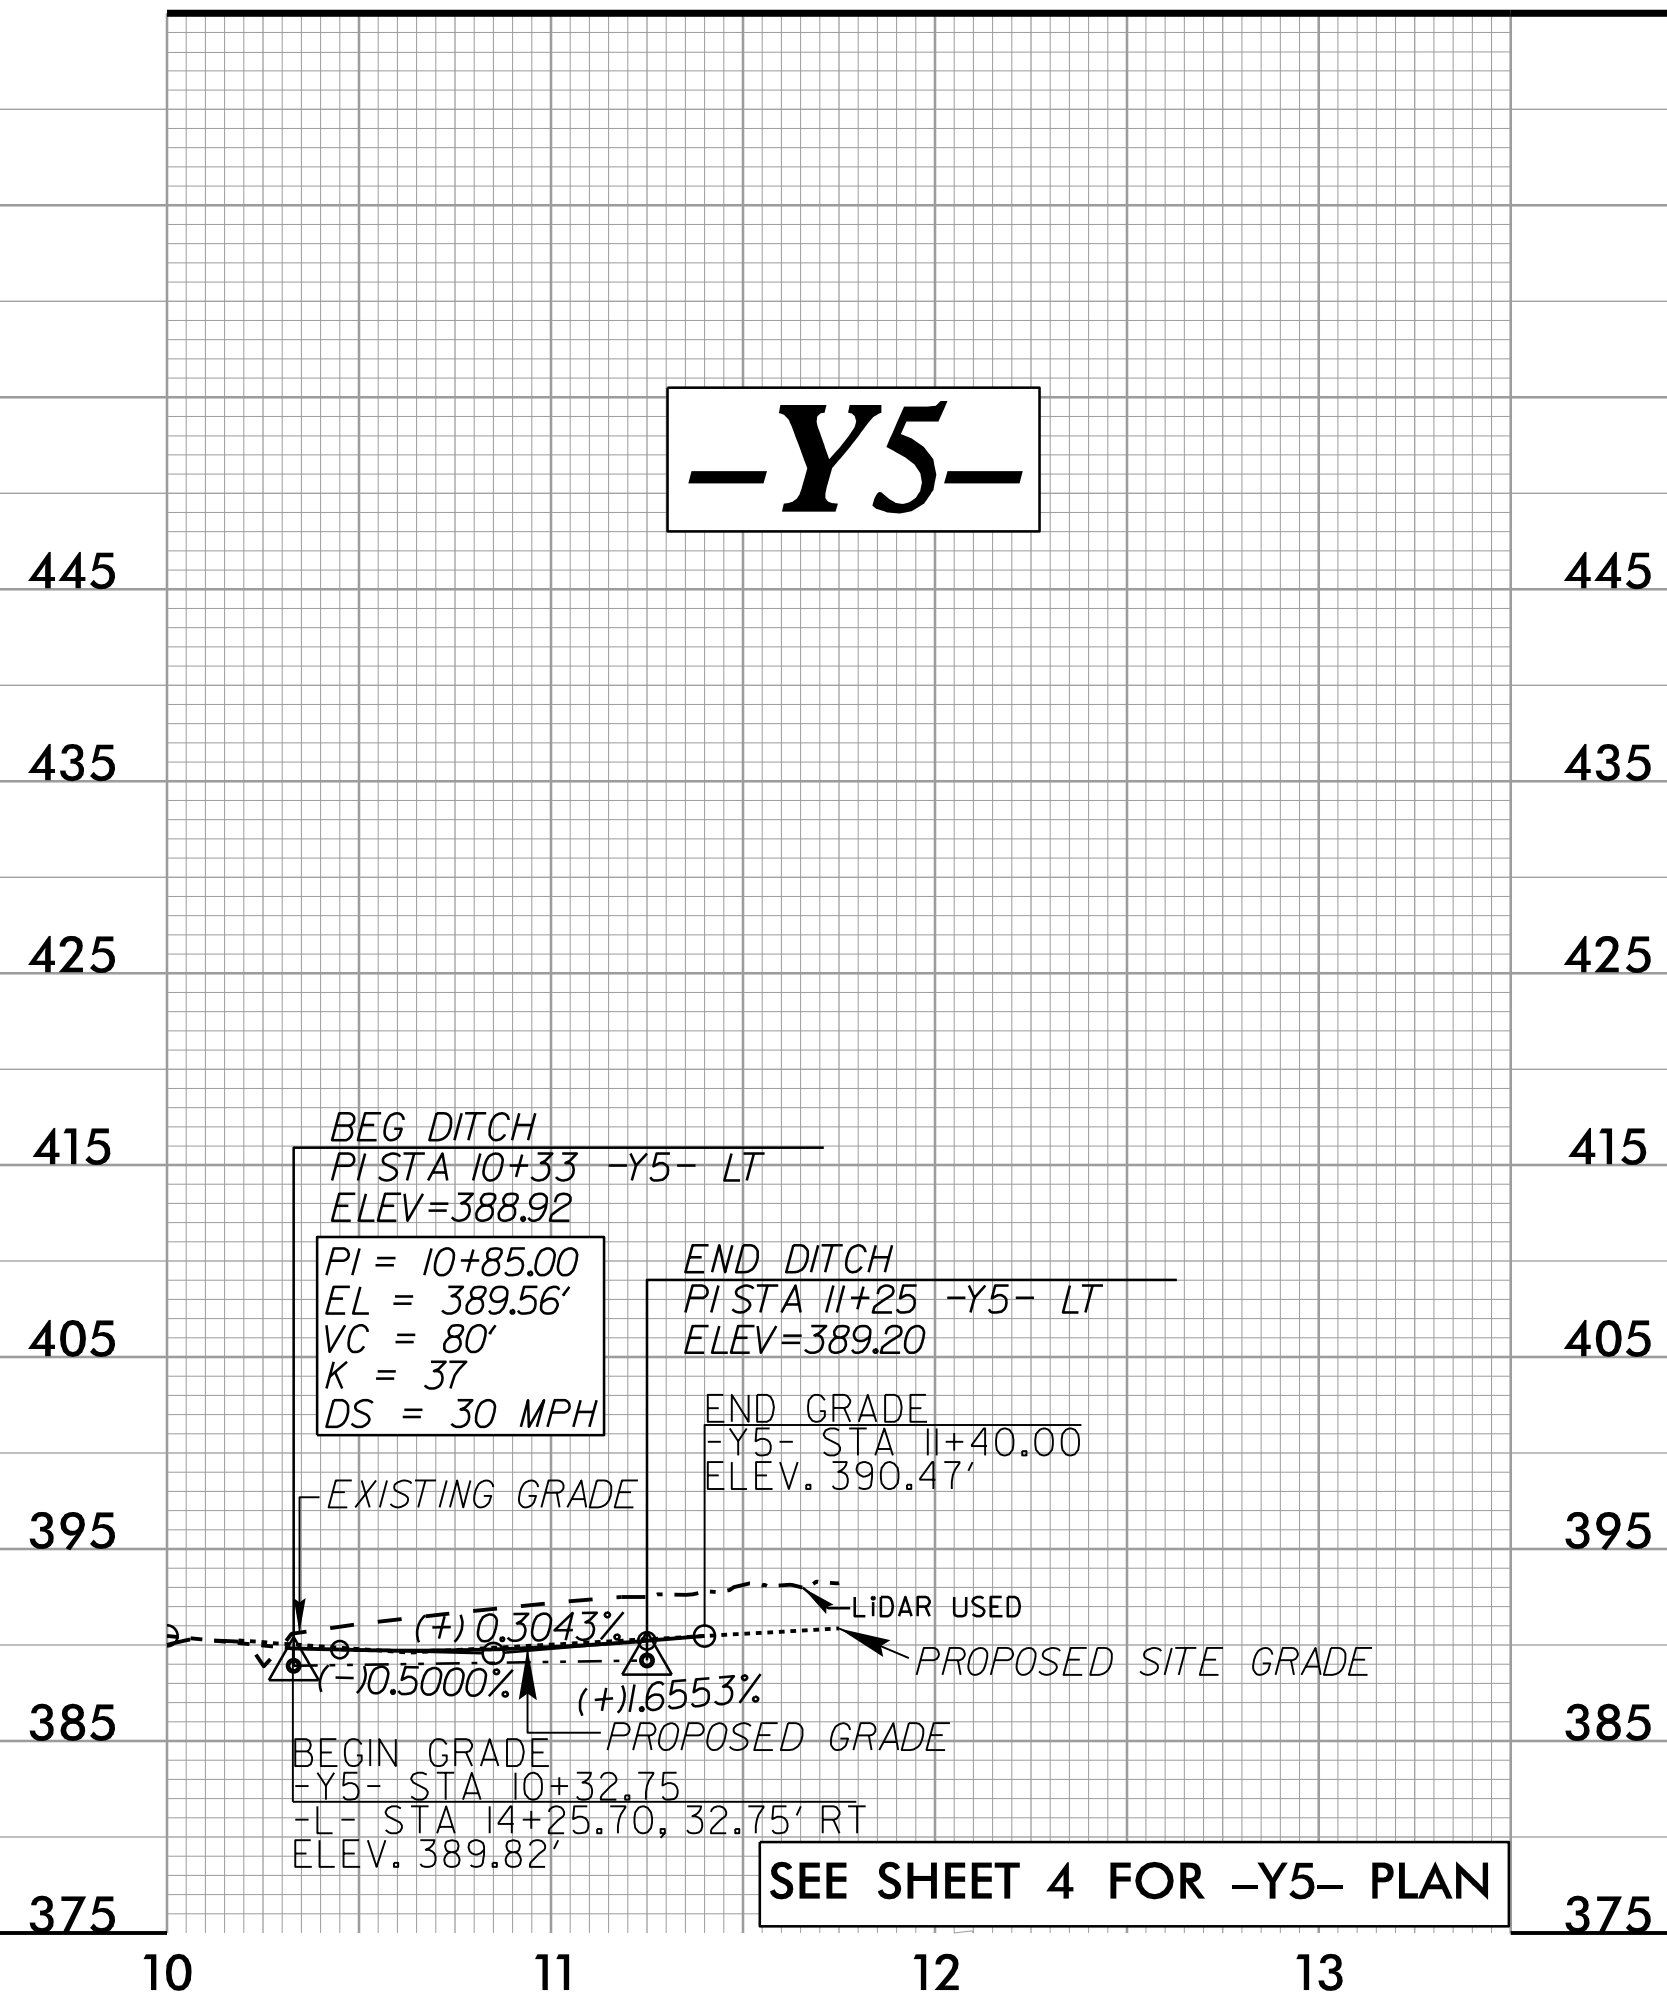 –Y5–
445 445
435 435
425 425
415 415
405 405
395 395
385 385
375 375
BEG DITCH
PI STA 10+33 -Y5- LT
ELEV=388.92
PI = 10+85.00
EL = 389.56'
VC = 80'
K = 37
DS = 30 MPH
END DITCH
PI STA 11+25 -Y5- LT
ELEV=389.20
END GRADE
-Y5- STA 11+40.00
ELEV. 390.47'
EXISTING GRADE
LiDAR USED
(+) 0.3043%
PROPOSED SITE GRADE
(-)0.5000%
(+)1.6553%
PROPOSED GRADE
BEGIN GRADE
-Y5- STA 10+32.75
-L- STA 14+25.70, 32.75' RT
ELEV. 389.82'
SEE SHEET 4 FOR –Y5– PLAN
10 11 12 13